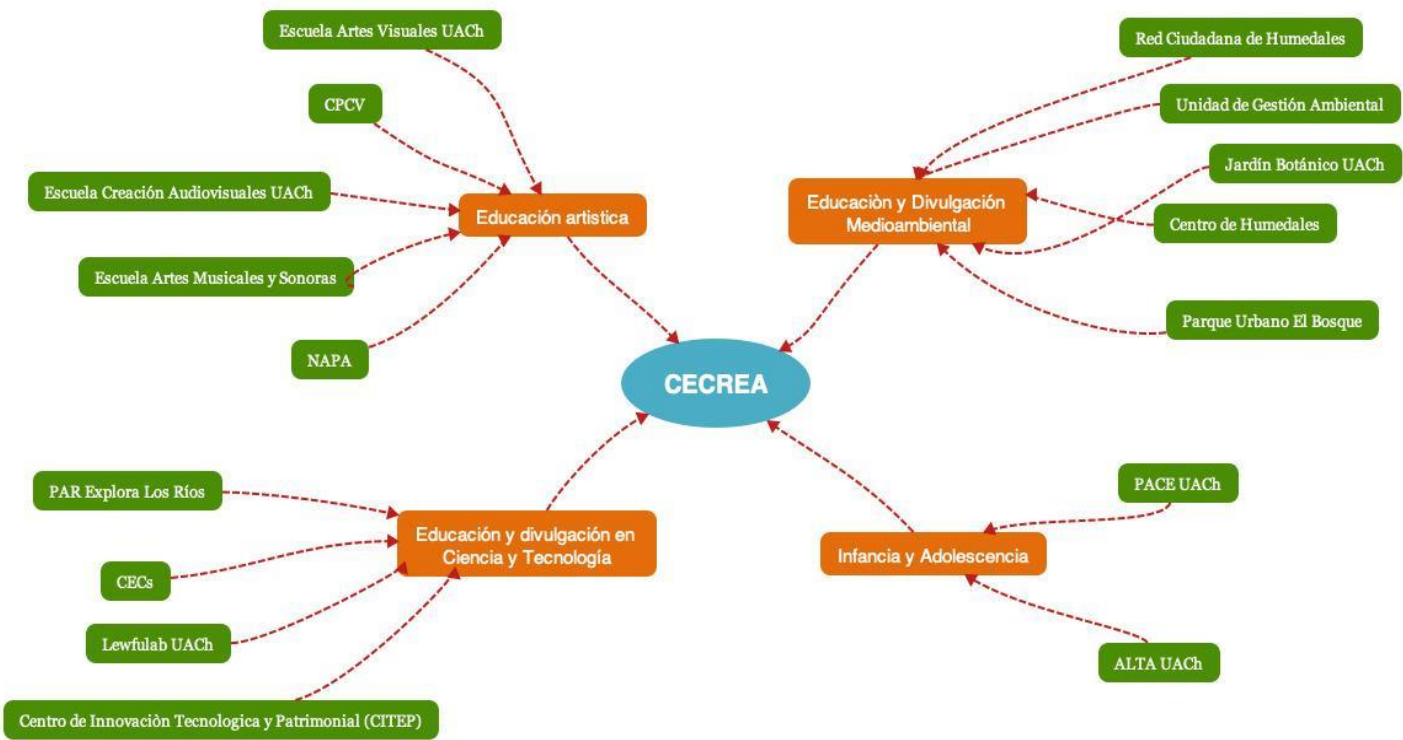 Escuela Artes Visuales UACh
CPCV
Escuela Creación Audiovisuales UACh
Educación artistica
Escuela Artes Musicales y Sonoras
NAPA
Red Ciudadana de Humedales
Unidad de Gestión Ambiental
Jardín Botánico UACh
Educaciòn y Divulgación
Medioambiental
Centro de Humedales
Parque Urbano El Bosque
CECREA
PAR Explora Los Ríos
Educación y divulgación en
Ciencia y Tecnología
CECs
Lewfulab UACh
Centro de Innovaciòn Tecnologica y Patrimonial (CITEP)
PACE UACh
Infancia y Adolescencia
ALTA UACh